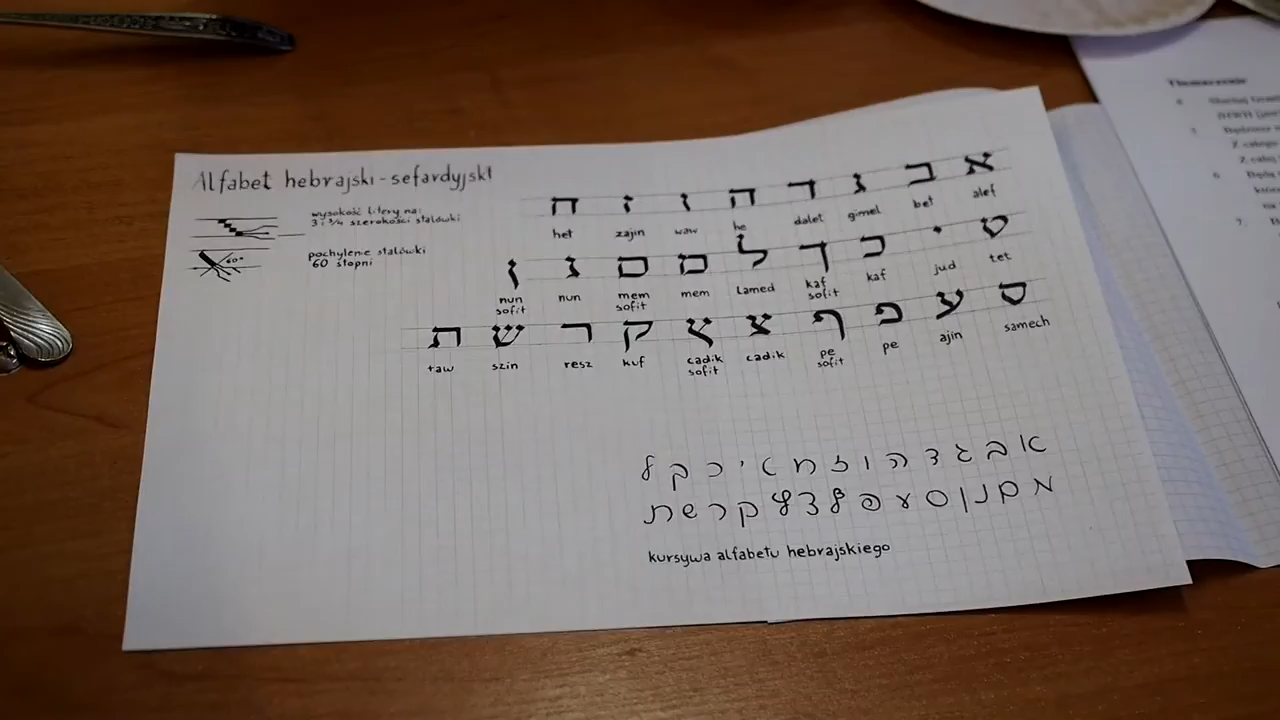 Alfabet hebrajski-sefardyjski
wysokość litery na:
3 i 3/4 szerokości stalówki
60°
pochylenie stalówki
60 stopni
א ב ג ד ה ו ז ח
alef bet gimel dalet he waw zajin het
ט י כ ך ל מ ם נ ן
tet jud kaf kaf sofit Lamed mem mem sofit nun nun sofit
ס ע פ ף צ ץ ק ר ש ת
samech ajin pe pe sofit cadik cadik sofit kuf resz szin taw
א ב ג ד ה ו ז ח ט י כ ך ל
מ ם נ ן ס ע פ ף צ ץ ק ר ש ת
kursywa alfabetu hebrajskiego
Tłumaczenie